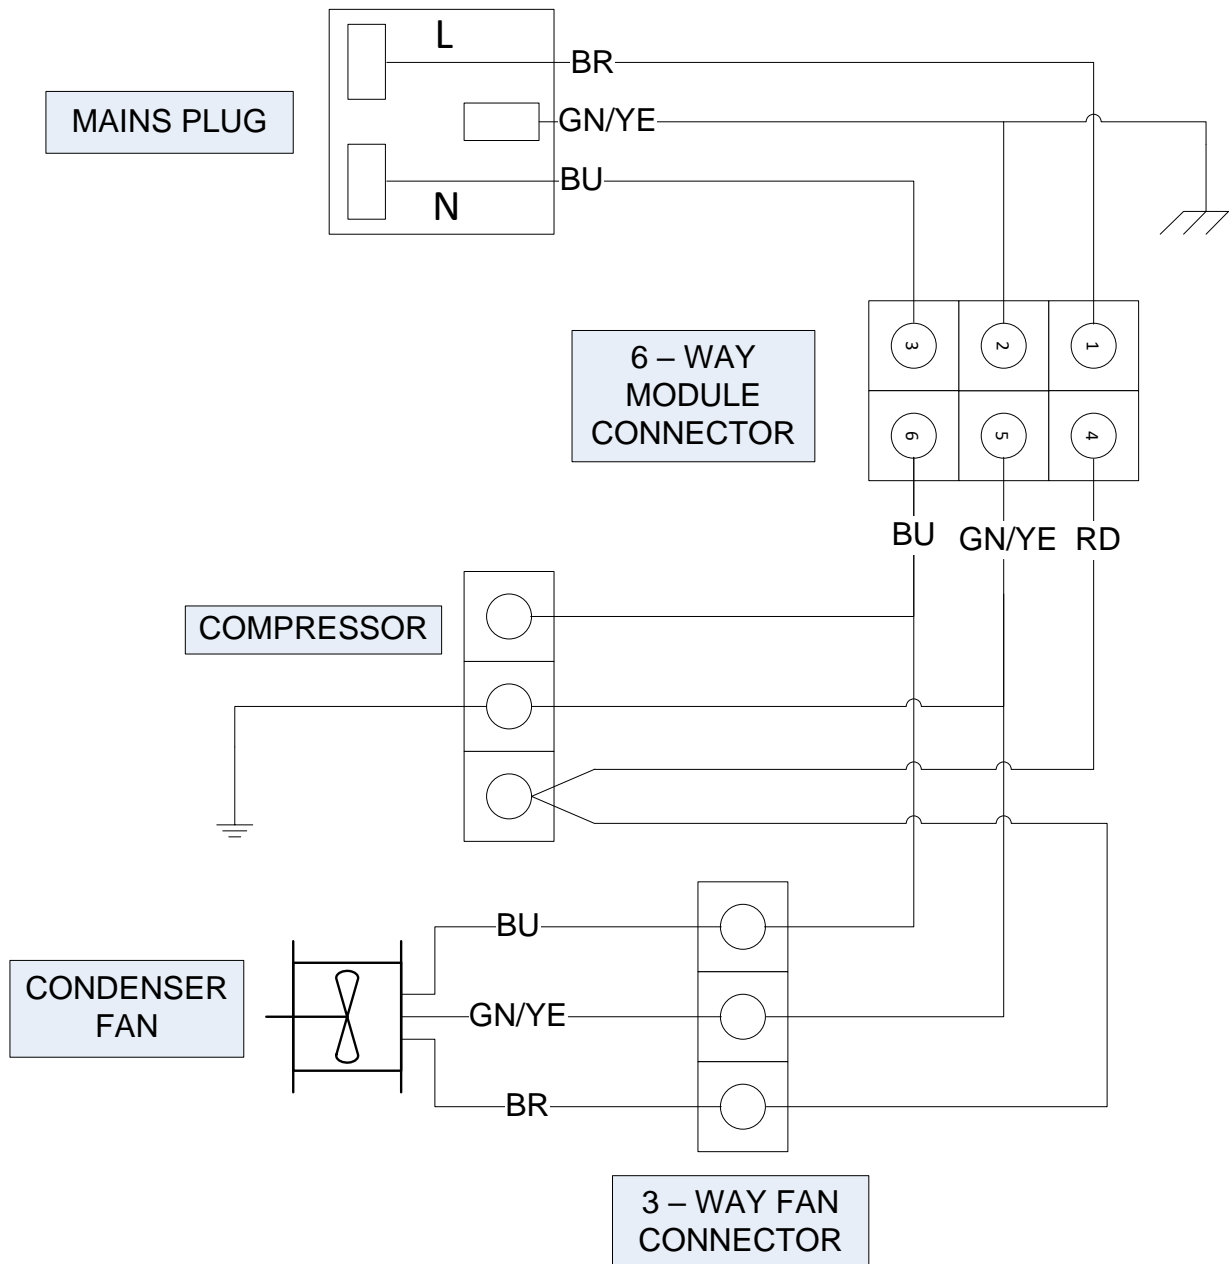 L
BR
MAINS PLUG
GN/YE
BU
N
6 – WAY
MODULE
CONNECTOR
3 2 1
6 5 4
BU GN/YE RD
COMPRESSOR
BU
CONDENSER
FAN
GN/YE
BR
3 – WAY FAN
CONNECTOR